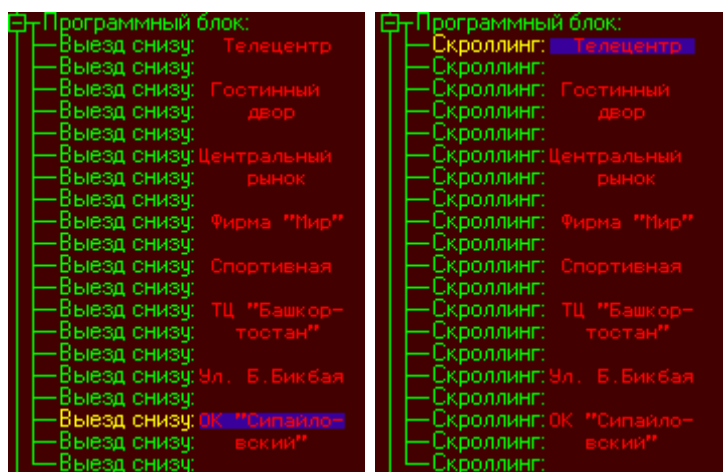 Программный блок:
Выезд снизу: Телецентр
Выезд снизу:
Выезд снизу: Гостинный
Выезд снизу: двор
Выезд снизу:
Выезд снизу: Центральный
Выезд снизу: рынок
Выезд снизу:
Выезд снизу: Фирма "Мир"
Выезд снизу:
Выезд снизу: Спортивная
Выезд снизу:
Выезд снизу: ТЦ "Башкор-
Выезд снизу: тостан"
Выезд снизу:
Выезд снизу: Ул. Б.Бикбая
Выезд снизу:
Выезд снизу: ОК "Сипайло-
Выезд снизу: вский"
Выезд снизу:
Программный блок:
Скроллинг: Телецентр
Скроллинг:
Скроллинг: Гостинный
Скроллинг: двор
Скроллинг:
Скроллинг: Центральный
Скроллинг: рынок
Скроллинг:
Скроллинг: Фирма "Мир"
Скроллинг:
Скроллинг: Спортивная
Скроллинг:
Скроллинг: ТЦ "Башкор-
Скроллинг: тостан"
Скроллинг:
Скроллинг: Ул. Б.Бикбая
Скроллинг:
Скроллинг: ОК "Сипайло-
Скроллинг: вский"
Скроллинг: